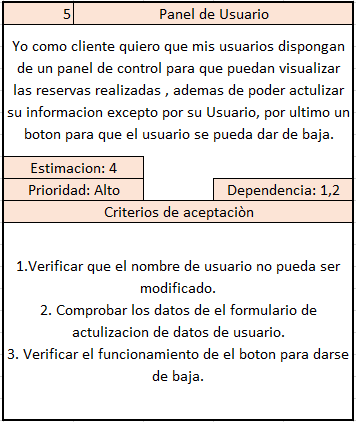 5 Panel de Usuario
Yo como cliente quiero que mis usuarios dispongan
de un panel de control para que puedan visualizar
las reservas realizadas , ademas de poder actulizar
su informacion excepto por su Usuario, por ultimo un
boton para que el usuario se pueda dar de baja.
Estimacion: 4
Prioridad: Alto Dependencia: 1,2
Criterios de aceptaciòn
1.Verificar que el nombre de usuario no pueda ser
modificado.
2. Comprobar los datos de el formulario de
actulizacion de datos de usuario.
3. Verificar el funcionamiento de el boton para darse
de baja.